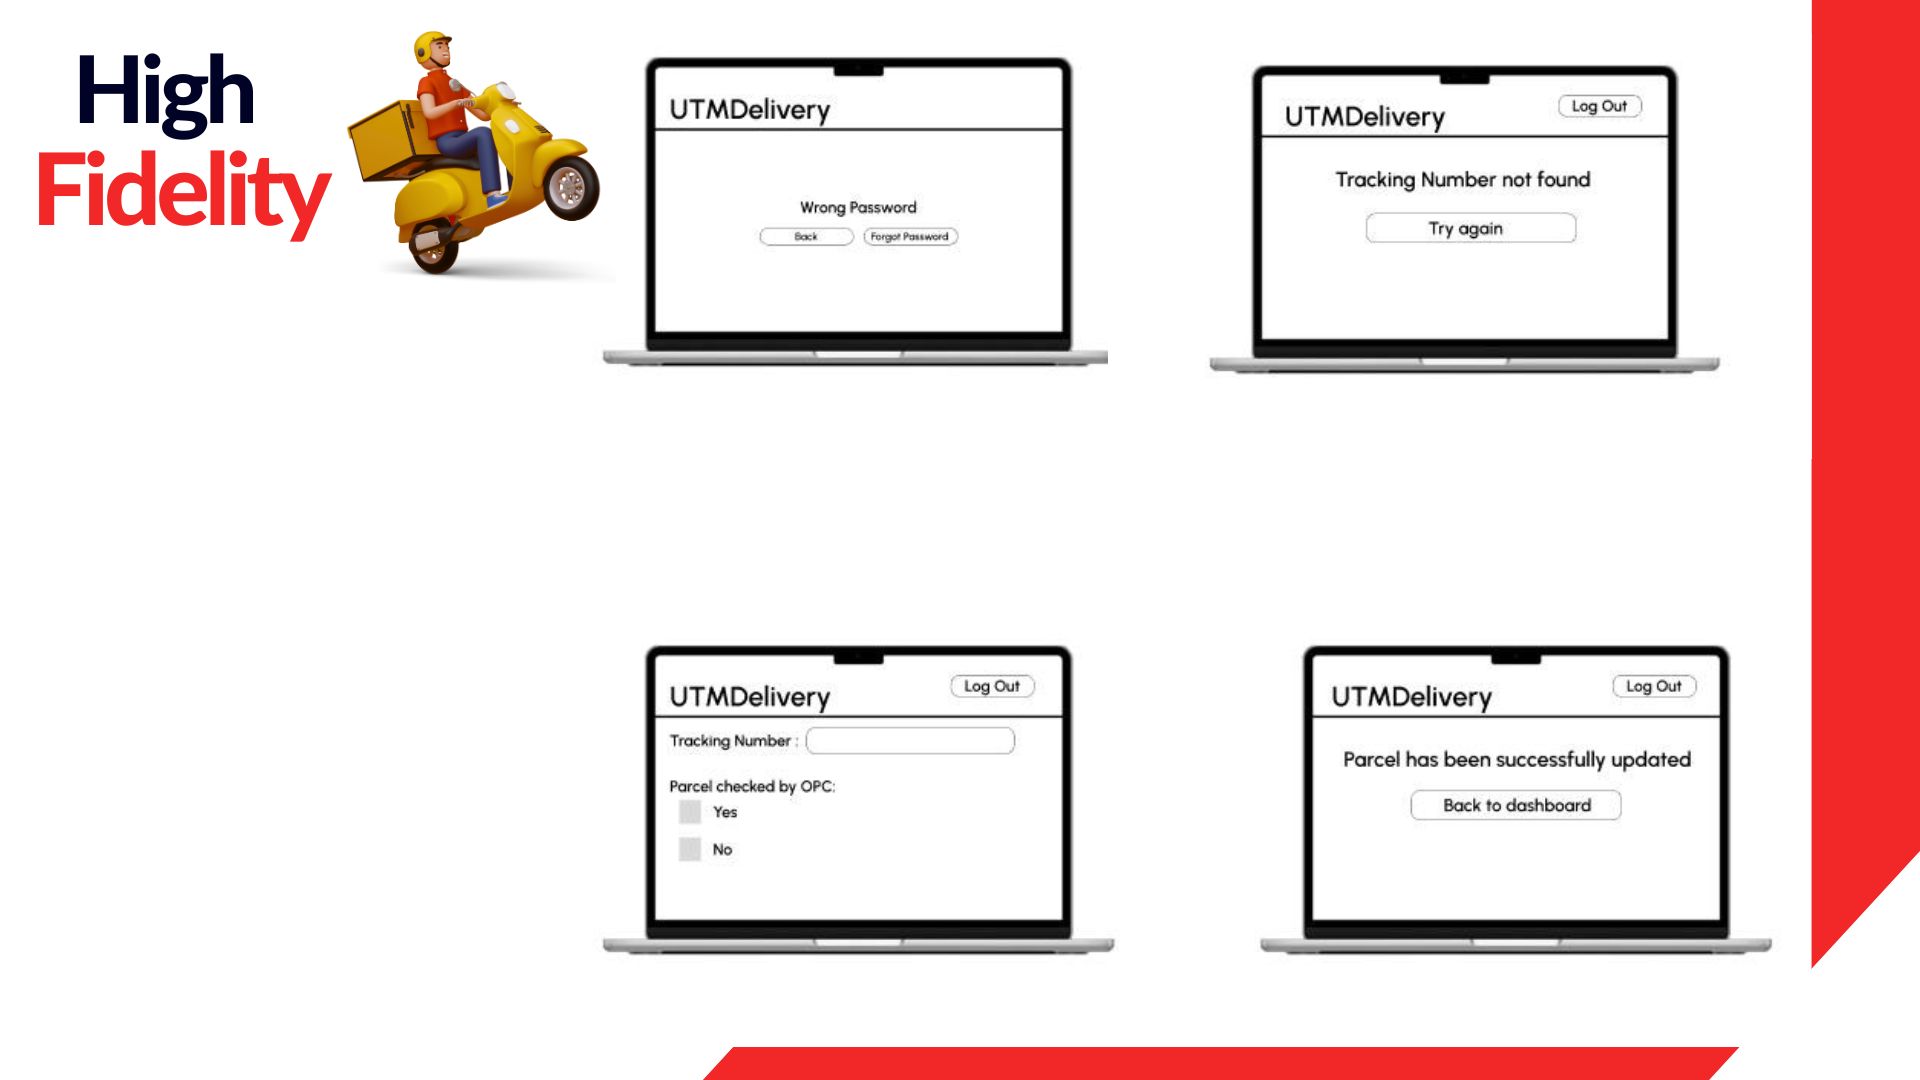 High
Fidelity
UTMDelivery
Wrong Password
Back
Forgot Password
UTMDelivery
Log Out
Tracking Number not found
Try again
UTMDelivery
Log Out
Tracking Number :
Parcel checked by OPC:
Yes
No
UTMDelivery
Log Out
Parcel has been successfully updated
Back to dashboard